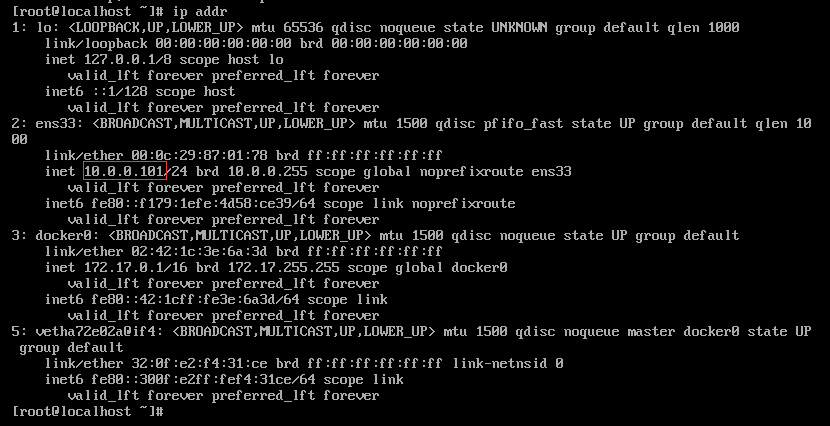 [root@localhost ~]# ip addr
1: lo: <LOOPBACK,UP,LOWER_UP> mtu 65536 qdisc noqueue state UNKNOWN group default qlen 1000
    link/loopback 00:00:00:00:00:00 brd 00:00:00:00:00:00
    inet 127.0.0.1/8 scope host lo
       valid_lft forever preferred_lft forever
    inet6 ::1/128 scope host
       valid_lft forever preferred_lft forever
2: ens33: <BROADCAST,MULTICAST,UP,LOWER_UP> mtu 1500 qdisc pfifo_fast state UP group default qlen 10
00
    link/ether 00:0c:29:87:01:78 brd ff:ff:ff:ff:ff:ff
    inet 10.0.0.101/24 brd 10.0.0.255 scope global noprefixroute ens33
       valid_lft forever preferred_lft forever
    inet6 fe80::f179:1efe:4d58:ce39/64 scope link noprefixroute
       valid_lft forever preferred_lft forever
3: docker0: <BROADCAST,MULTICAST,UP,LOWER_UP> mtu 1500 qdisc noqueue state UP group default
    link/ether 02:42:1c:3e:6a:3d brd ff:ff:ff:ff:ff:ff
    inet 172.17.0.1/16 brd 172.17.255.255 scope global docker0
       valid_lft forever preferred_lft forever
    inet6 fe80::42:1cff:fe3e:6a3d/64 scope link
       valid_lft forever preferred_lft forever
5: vetha72e02a@if4: <BROADCAST,MULTICAST,UP,LOWER_UP> mtu 1500 qdisc noqueue master docker0 state UP
 group default
    link/ether 32:0f:e2:f4:31:ce brd ff:ff:ff:ff:ff:ff link-netnsid 0
    inet6 fe80::300f:e2ff:fef4:31ce/64 scope link
       valid_lft forever preferred_lft forever
[root@localhost ~]#